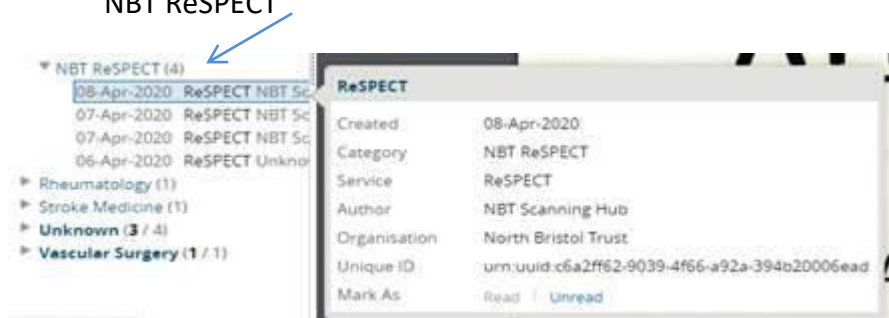 NBT ReSPECT
NBT ReSPECT (4)
08-Apr-2020 ReSPECT NBT Sc
07-Apr-2020 ReSPECT NBT Sc
07-Apr-2020 ReSPECT NBT Sc
06-Apr-2020 ReSPECT Unkno
Rheumatology (1)
Stroke Medicine (1)
Unknown (3 / 4)
Vascular Surgery (1 / 1)
ReSPECT
Created 08-Apr-2020
Category NBT ReSPECT
Service ReSPECT
Author NBT Scanning Hub
Organisation North Bristol Trust
Unique ID urn:uuid:c6a2ff62-9039-4f66-a92a-394b20006ead
Mark As Read | Unread